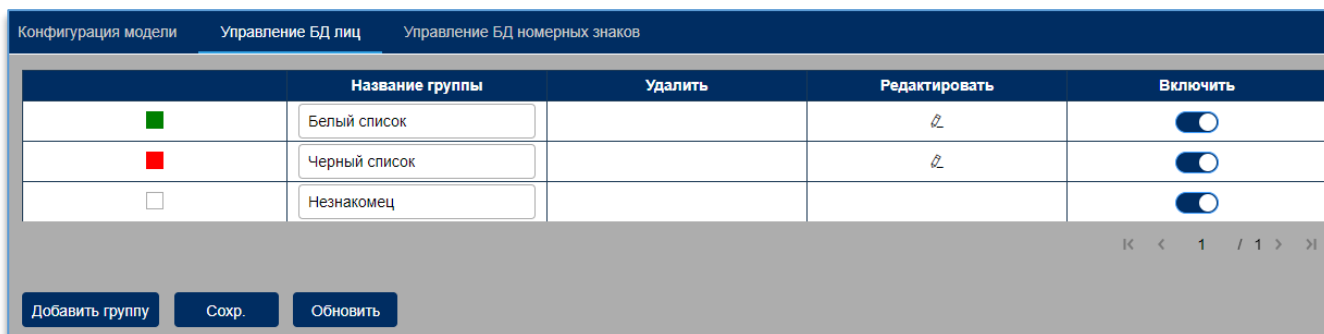 Конфигурация модели Управление БД лиц Управление БД номерных знаков
Название группы Удалить Редактировать Включить
Белый список
Черный список
Незнакомец
1 / 1
Добавить группу Сохр. Обновить